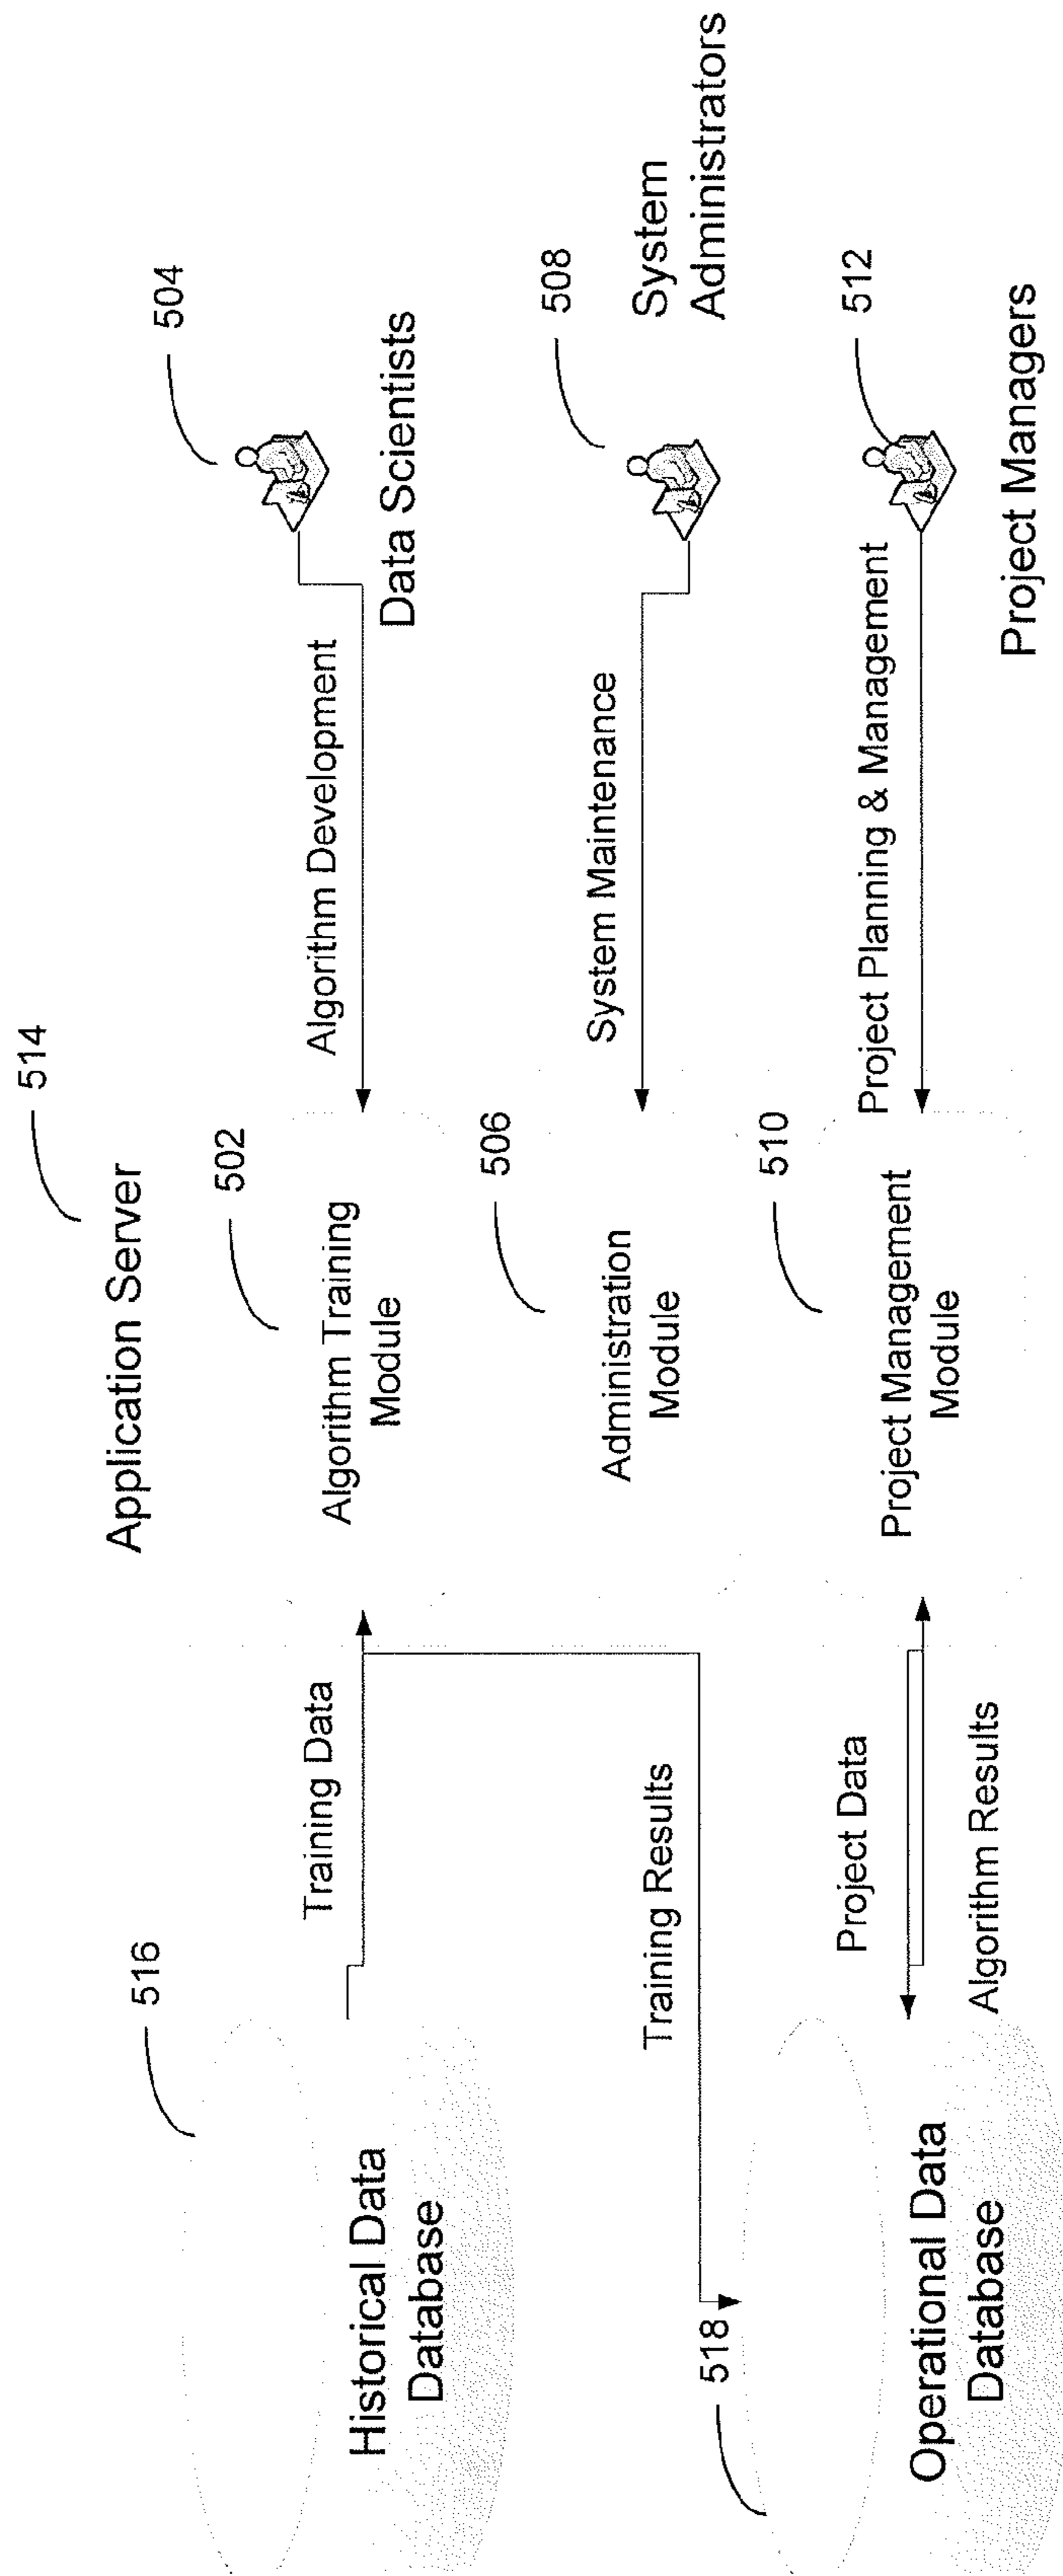 514
Application Server
516
Historical Data
Database
Training Data
502
Algorithm Training
Module
Algorithm Development
504
Data Scientists
Training Results
506
Administration
Module
System Maintenance
508
System
Administrators
518
Operational Data
Database
Project Data
Algorithm Results
510
Project Management
Module
Project Planning & Management
512
Project Managers